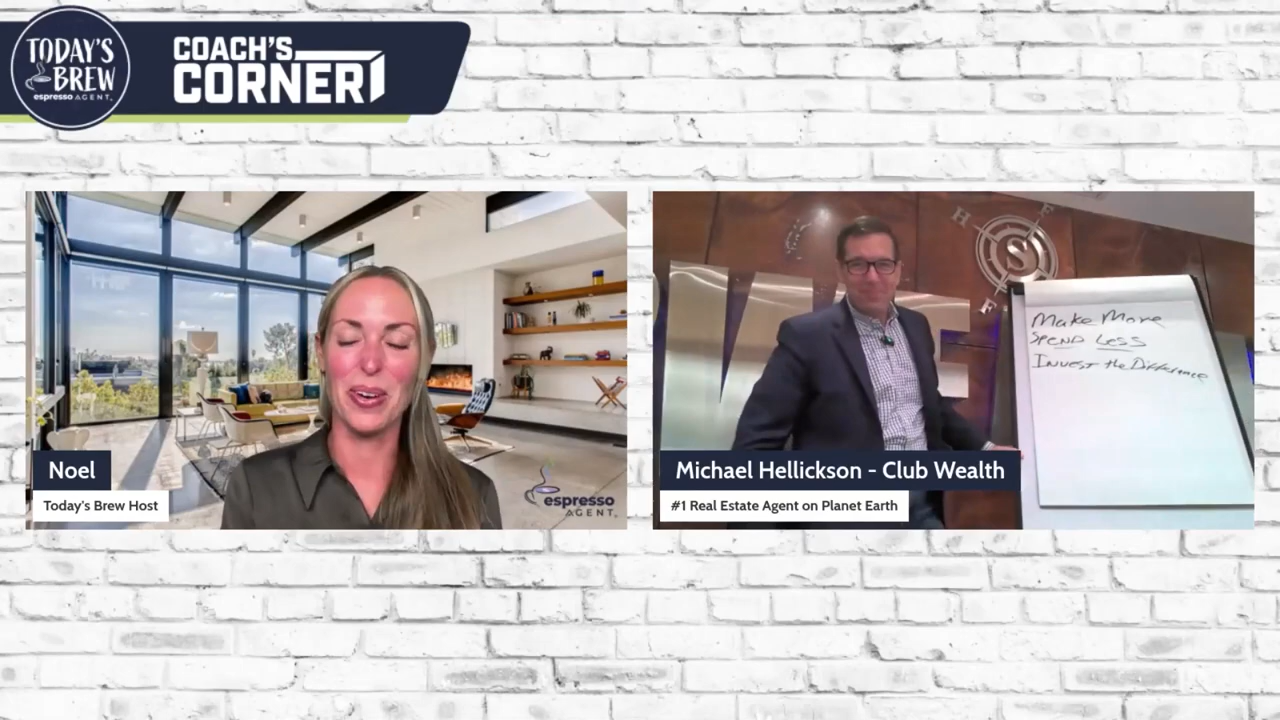 TODAY'S
BREW
espresso AGENT
COACH'S
CORNER
H
F
S
F
Make More
SPEND LESS
INVEST the Difference
Noel
Today's Brew Host
espresso
AGENT
Michael Hellickson - Club Wealth
#1 Real Estate Agent on Planet Earth